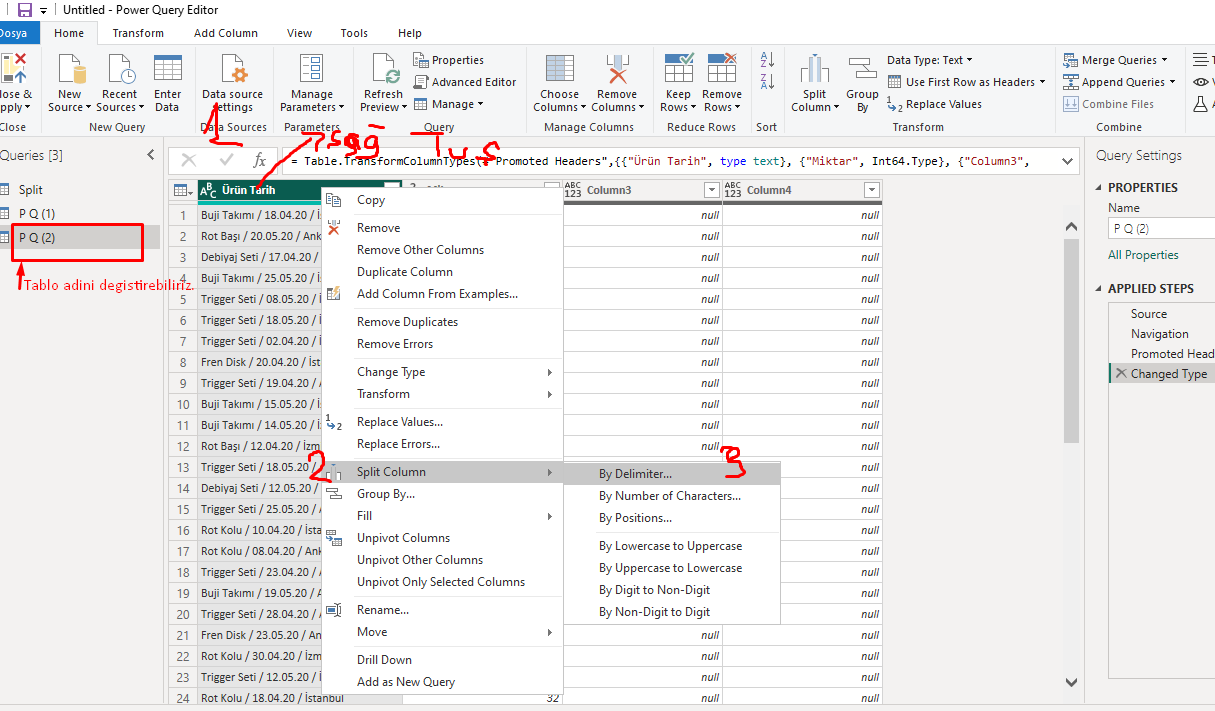 Untitled - Power Query Editor
Dosya Home Transform Add Column View Tools Help
Close & Apply
New Source
Recent Sources
Enter Data
Data source settings
Manage Parameters
Refresh Preview
Properties
Advanced Editor
Manage
Choose Columns
Remove Columns
Keep Rows
Remove Rows
Split Column
Group By
Data Type: Text
Use First Row as Headers
Replace Values
Merge Queries
Append Queries
Combine Files
Close
New Query
Data Sources
Parameters
Query
Manage Columns
Reduce Rows
Sort
Transform
Combine
1
sağ Tuş
Queries [3]
Split
P Q (1)
P Q (2)
Tablo adini degistirebiliriz.
fx = Table.TransformColumnTypes(#"Promoted Headers",{{"Ürün Tarih", type text}, {"Miktar", Int64.Type}, {"Column3",
ABC Ürün Tarih
ABC 123 Column3
ABC 123 Column4
1 Buji Takımı / 18.04.20 / null null
2 Rot Başı / 20.05.20 / Ank null null
3 Debiyaj Seti / 17.04.20 / null null
4 Buji Takımı / 25.05.20 / null null
5 Trigger Seti / 08.05.20 / null null
6 Trigger Seti / 18.05.20 / null null
7 Trigger Seti / 02.04.20 / null null
8 Fren Disk / 20.04.20 / İst null null
9 Trigger Seti / 19.04.20 / null null
10 Buji Takımı / 15.05.20 / null null
11 Buji Takımı / 14.05.20 / null null
12 Rot Başı / 12.04.20 / İzm null null
13 Trigger Seti / 18.05.20 /
14 Debiyaj Seti / 12.05.20 /
15 Trigger Seti / 25.05.20 /
16 Rot Kolu / 10.04.20 / İsta
17 Rot Kolu / 08.04.20 / Ank
18 Trigger Seti / 23.04.20 /
19 Buji Takımı / 19.05.20 /
20 Trigger Seti / 28.04.20 /
21 Fren Disk / 23.05.20 / An null null
22 Rot Kolu / 30.04.20 / İzm null null
23 Trigger Seti / 12.05.20 / null null
24 Rot Kolu / 18.04.20 / İstanbul 32 null null
Copy
Remove
Remove Other Columns
Duplicate Column
Add Column From Examples...
Remove Duplicates
Remove Errors
Change Type
Transform
Replace Values...
Replace Errors...
2
Split Column
Group By...
Fill
Unpivot Columns
Unpivot Other Columns
Unpivot Only Selected Columns
Rename...
Move
Drill Down
Add as New Query
3
By Delimiter...
By Number of Characters...
By Positions...
By Lowercase to Uppercase
By Uppercase to Lowercase
By Digit to Non-Digit
By Non-Digit to Digit
Query Settings
PROPERTIES
Name
P Q (2)
All Properties
APPLIED STEPS
Source
Navigation
Promoted Head
Changed Type